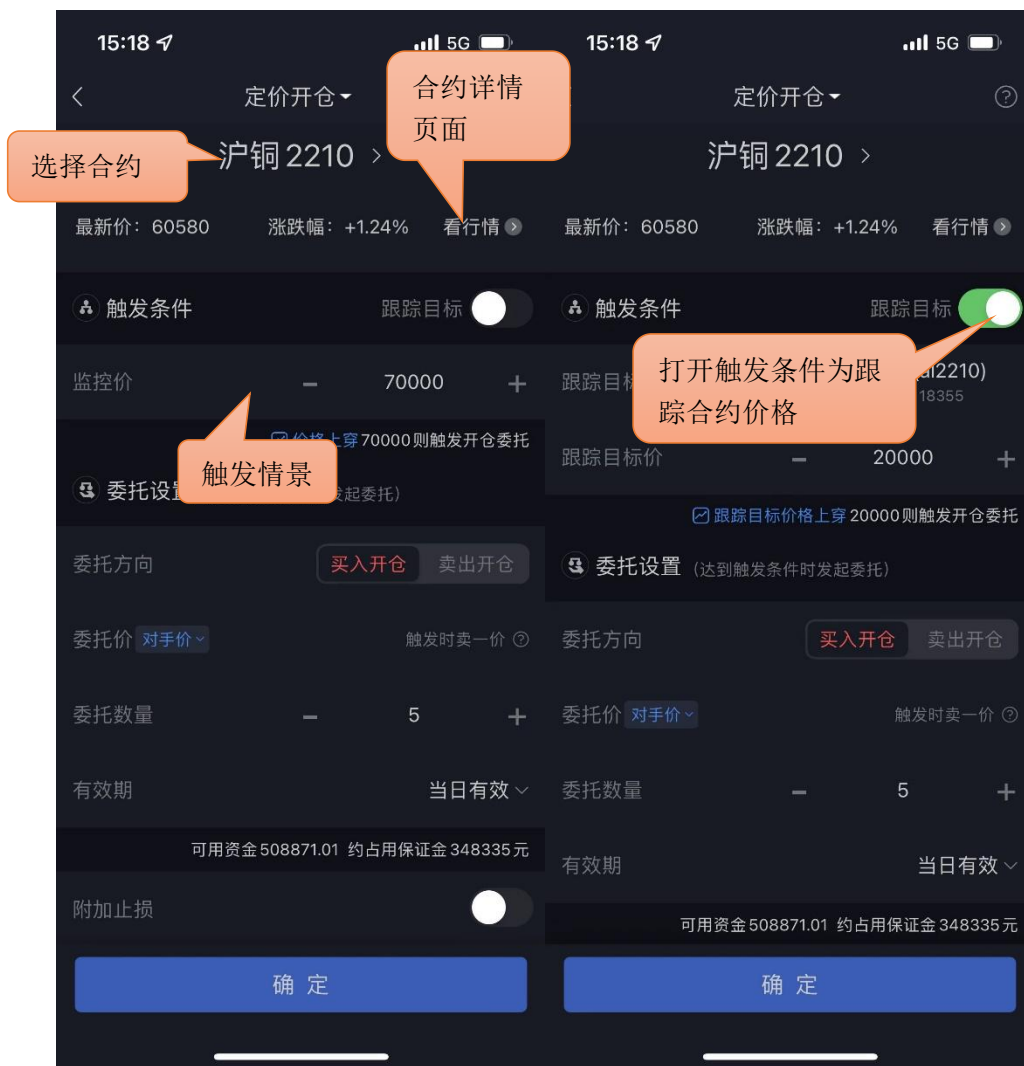 15:18
5G
定价开仓
合约详情
页面
选择合约
沪铜 2210
最新价：60580
涨跌幅：+1.24%
看行情
触发条件
跟踪目标
监控价
70000
上穿 70000 则触发开仓委托
触发情景
委托设
发起委托）
委托方向
买入开仓
卖出开仓
委托价
对手价
触发时卖一价
委托数量
5
有效期
当日有效
可用资金 508871.01 约占用保证金 348335 元
附加止损
确 定
15:18
5G
定价开仓
沪铜 2210
最新价：60580
涨跌幅：+1.24%
看行情
触发条件
跟踪目标
打开触发条件为跟
踪合约价格
跟踪目
2210)
18355
跟踪目标价
20000
跟踪目标价格上穿 20000 则触发开仓委托
委托设置（达到触发条件时发起委托）
委托方向
买入开仓
卖出开仓
委托价
对手价
触发时卖一价
委托数量
5
有效期
当日有效
可用资金 508871.01 约占用保证金 348335 元
确 定